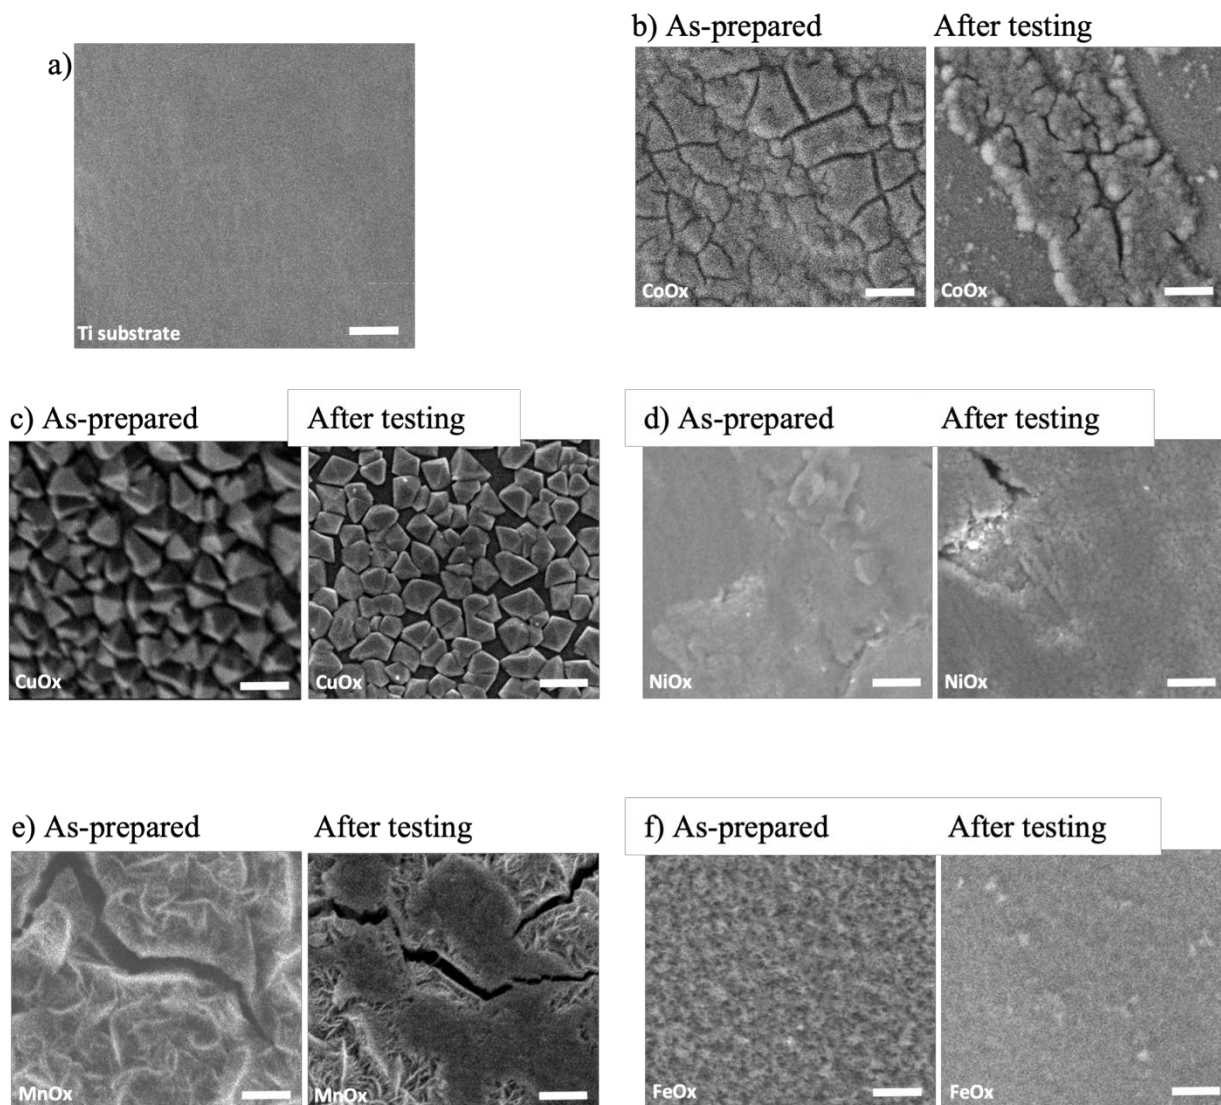 b) As-prepared After testing
a)
Ti substrate
CoOx CoOx
c) As-prepared After testing
d) As-prepared After testing
CuOx CuOx
NiOx NiOx
e) As-prepared After testing
f) As-prepared After testing
MnOx MnOx
FeOx FeOx